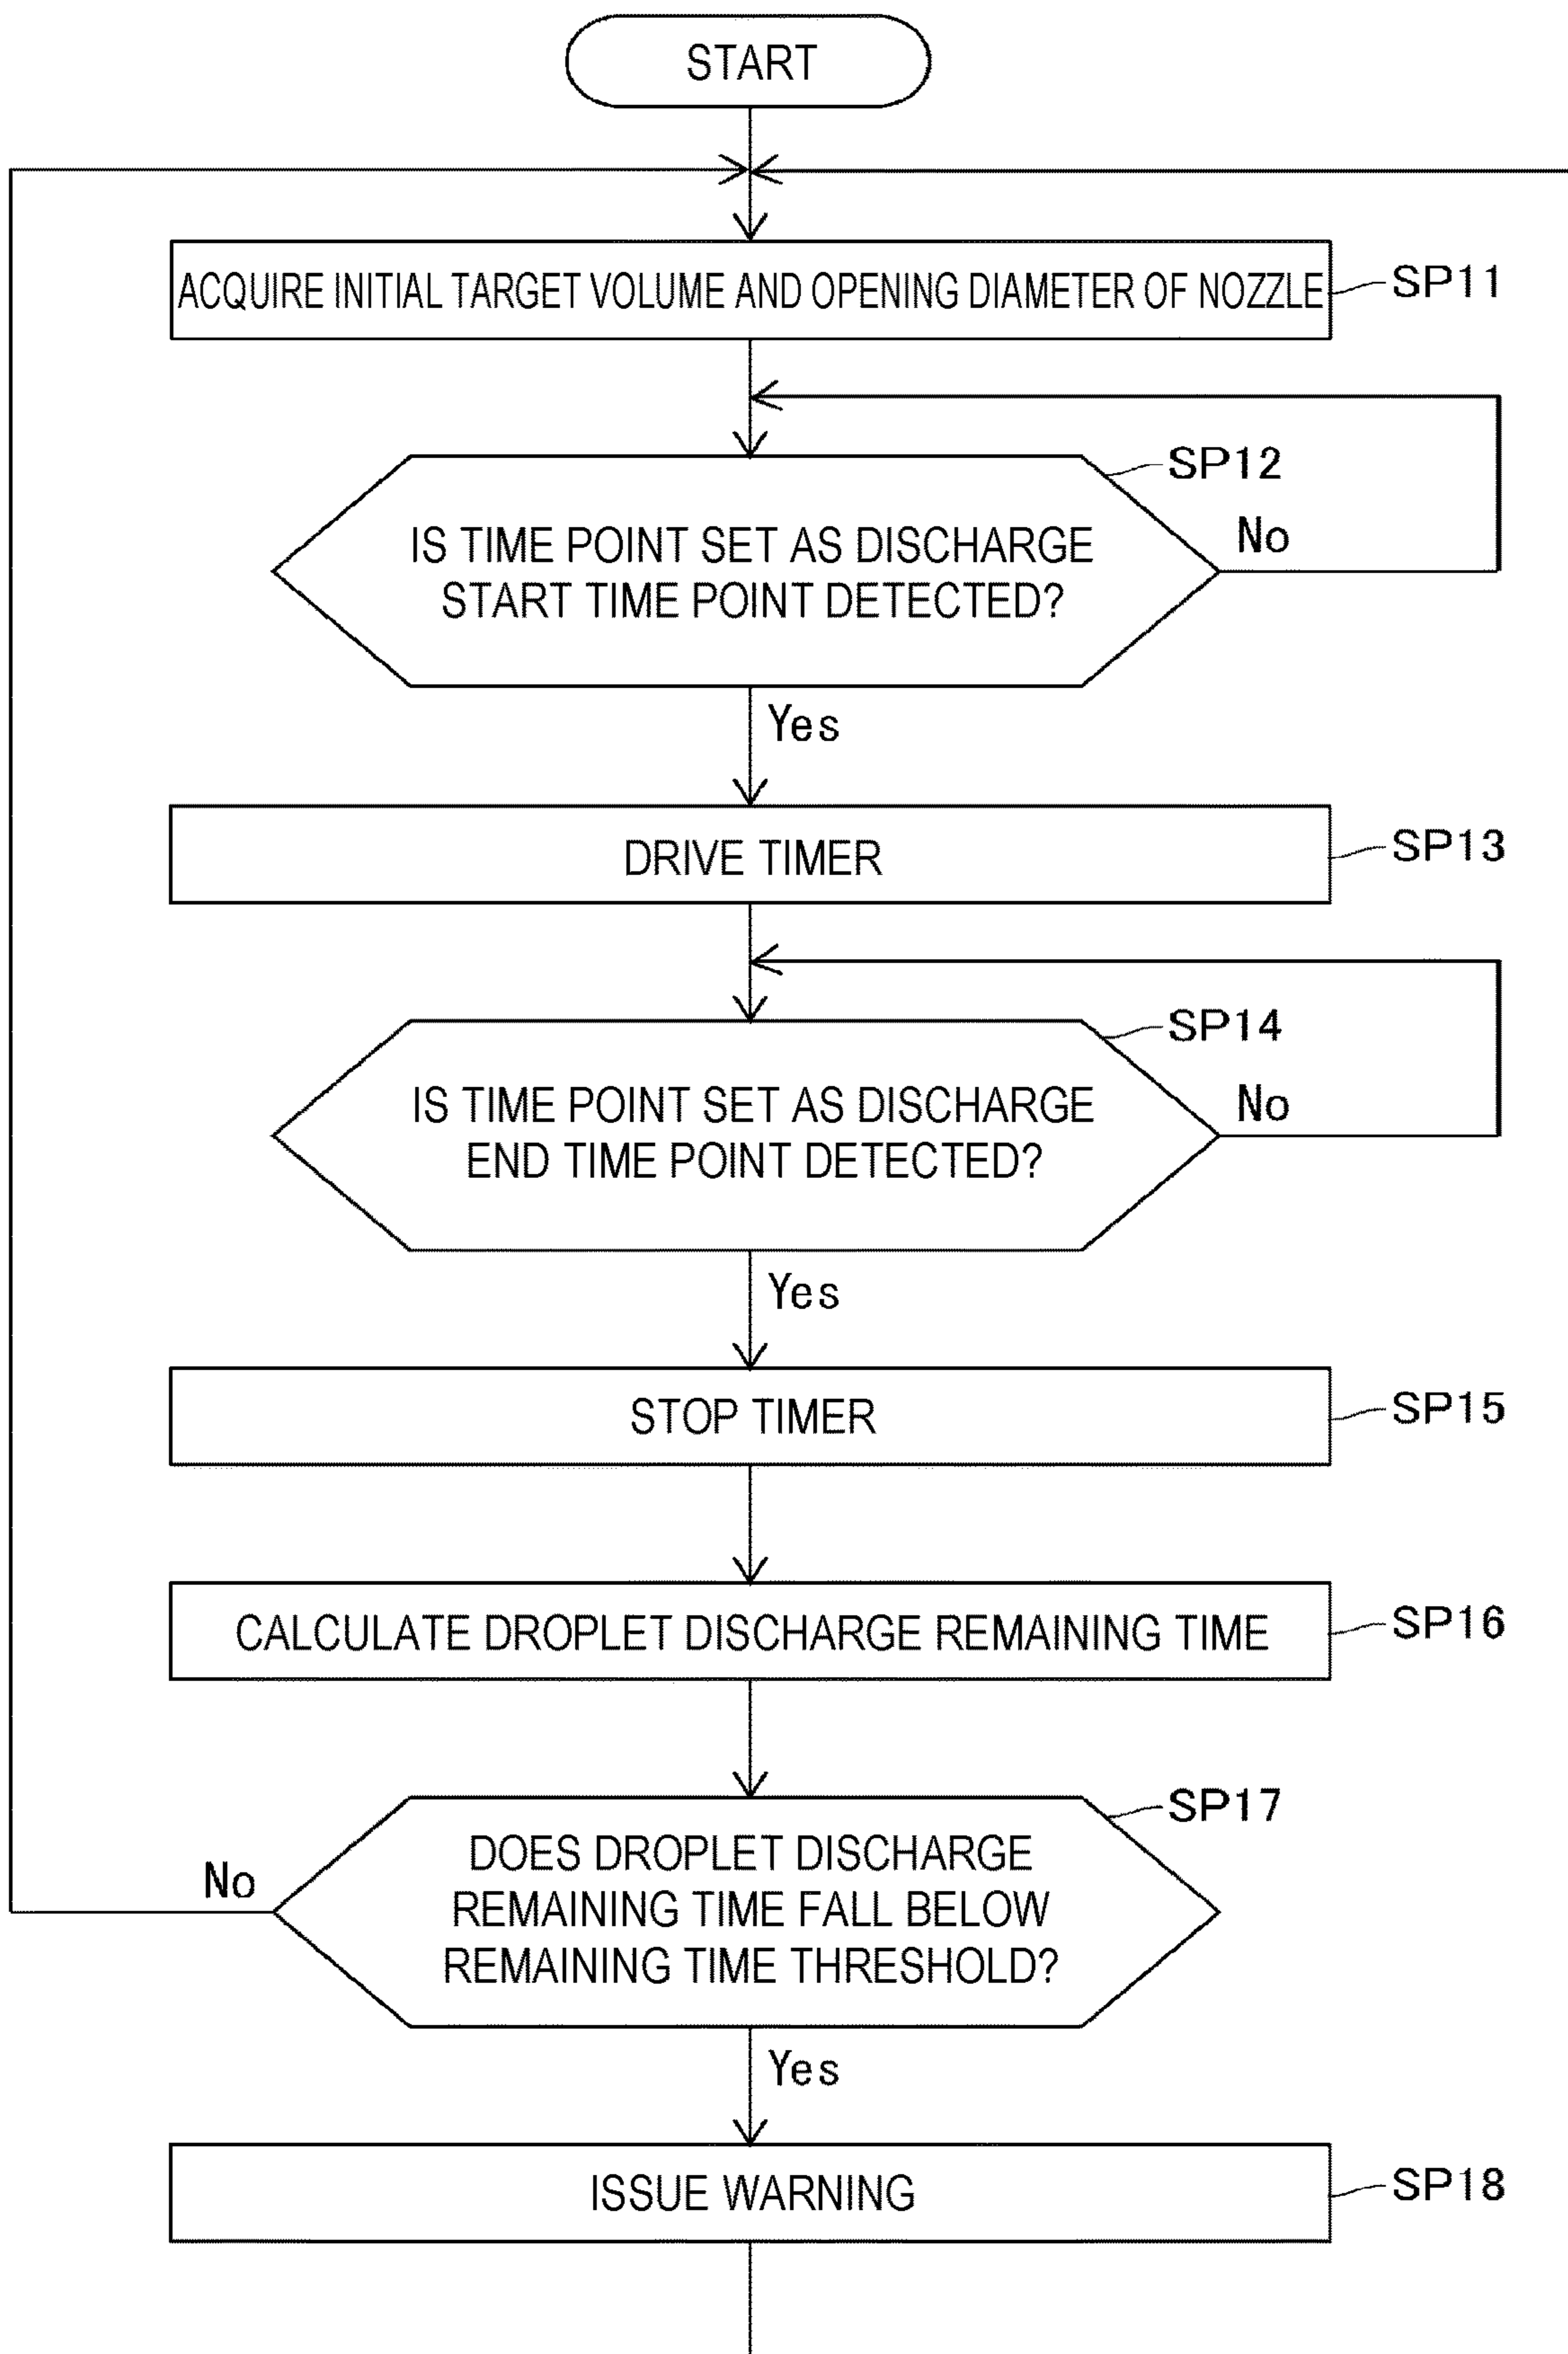 START
ACQUIRE INITIAL TARGET VOLUME AND OPENING DIAMETER OF NOZZLE
SP11
SP12
IS TIME POINT SET AS DISCHARGE
START TIME POINT DETECTED?
No
Yes
DRIVE TIMER
SP13
SP14
IS TIME POINT SET AS DISCHARGE
END TIME POINT DETECTED?
No
Yes
STOP TIMER
SP15
CALCULATE DROPLET DISCHARGE REMAINING TIME
SP16
SP17
DOES DROPLET DISCHARGE
REMAINING TIME FALL BELOW
REMAINING TIME THRESHOLD?
No
Yes
ISSUE WARNING
SP18